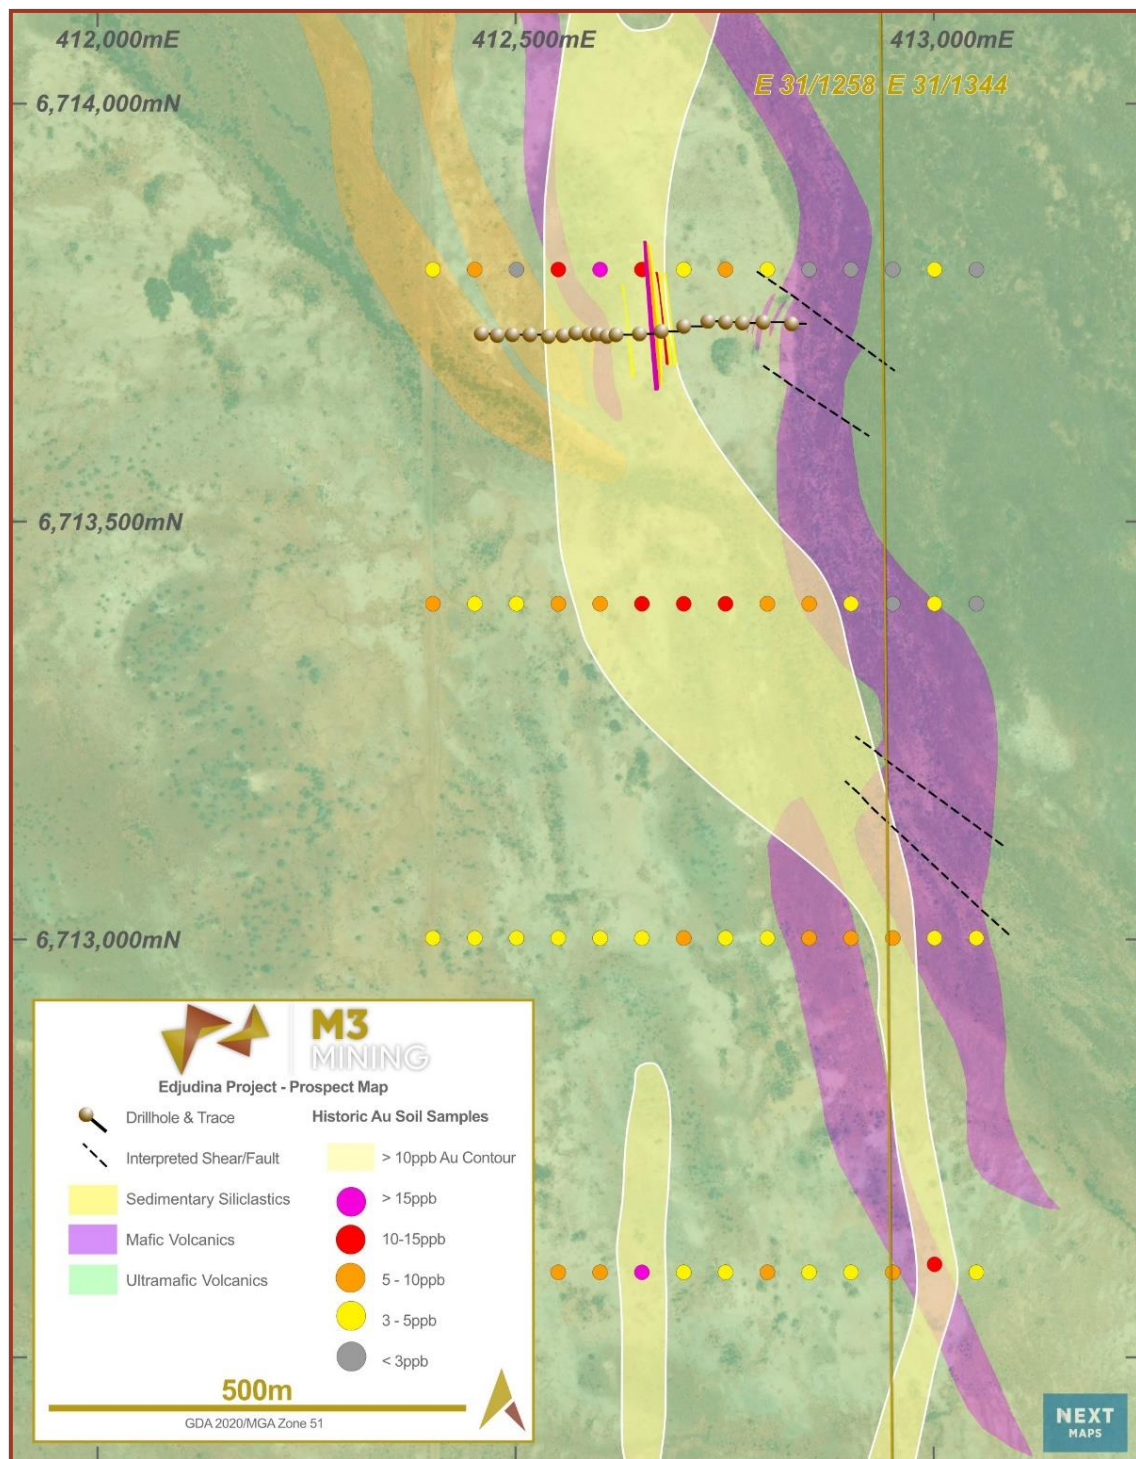 412,000mE
412,500mE
413,000mE
E 31/1258
E 31/1344
6,714,000mN
6,713,500mN
6,713,000mN
M3
MINING
Edjudina Project - Prospect Map
Drillhole & Trace
Interpreted Shear/Fault
Sedimentary Siliclastics
Mafic Volcanics
Ultramafic Volcanics
Historic Au Soil Samples
> 10ppb Au Contour
> 15ppb
10-15ppb
5 - 10ppb
3 - 5ppb
< 3ppb
500m
GDA 2020/MGA Zone 51
NEXT
MAPS